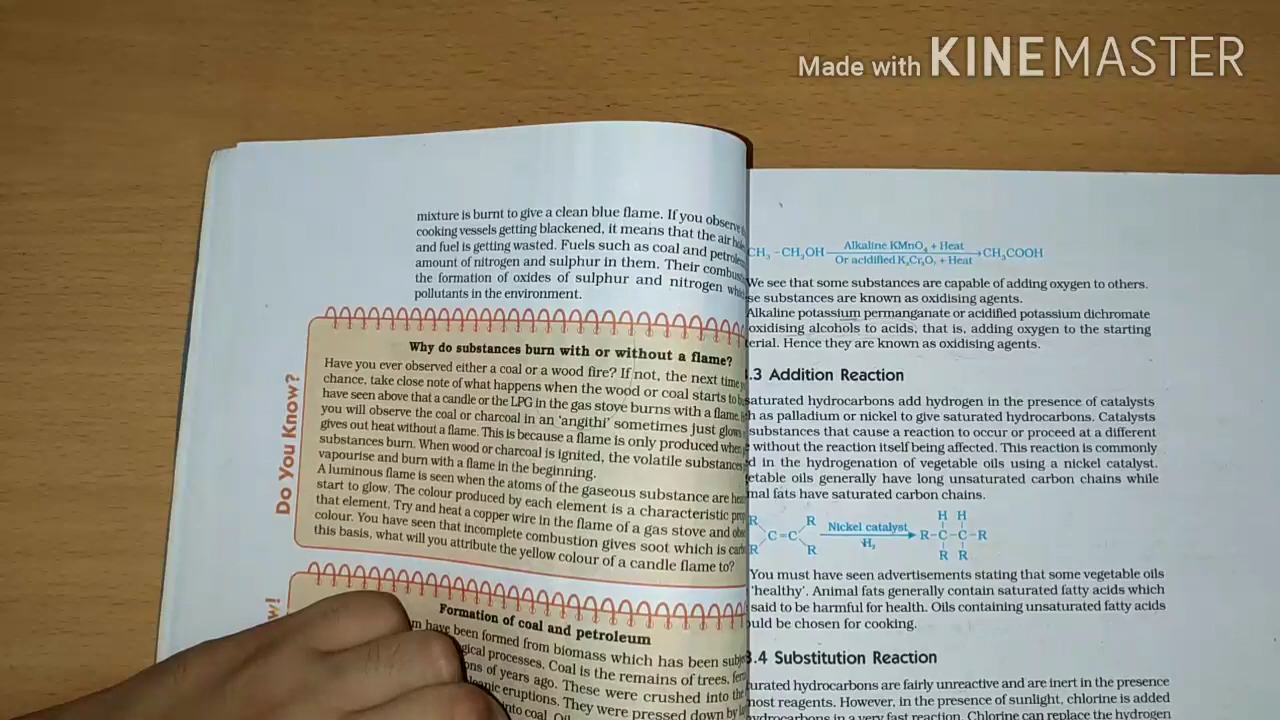 Made with KINEMASTER
mixture is burnt to give a clean blue flame. If you observe
cooking vessels getting blackened, it means that the air
and fuel is getting wasted. Fuels such as coal and
amount of nitrogen and sulphur in them. Their
the formation of oxides of sulphur and nitrogen
pollutants in the environment.
Do You Know?
Why do substances burn with or without a flame?
Have you ever observed either a coal or a wood fire? If not, the next time
chance, take close note of what happens when the wood or coal starts to
have seen above that a candle or the LPG in the gas stove burns with a flame.
you will observe the coal or charcoal in an 'angithi' sometimes just glows
gives out heat without a flame. This is because a flame is only produced when
substances burn. When wood or charcoal is ignited, the volatile substances
vapourise and burn with a flame in the beginning.
A luminous flame is seen when the atoms of the gaseous substance are
start to glow. The colour produced by each element is a characteristic
that element. Try and heat a copper wire in the flame of a gas stove and
colour. You have seen that incomplete combustion gives soot which is
this basis, what will you attribute the yellow colour of a candle flame to?
Formation of coal and petroleum
have been formed from biomass which has been
processes. Coal is the remains of trees,
of years ago. These were crushed into the
eruptions. They were pressed down by
into coal.
CH₃ - CH₂OH Alkaline KMnO₄ + Heat → CH₃COOH
Or acidified K₂Cr₂O₇ + Heat
We see that some substances are capable of adding oxygen to others.
substances are known as oxidising agents.
Alkaline potassium permanganate or acidified potassium dichromate
oxidising alcohols to acids, that is, adding oxygen to the starting
Hence they are known as oxidising agents.
.3 Addition Reaction
hydrocarbons add hydrogen in the presence of catalysts
as palladium or nickel to give saturated hydrocarbons. Catalysts
substances that cause a reaction to occur or proceed at a different
without the reaction itself being affected. This reaction is commonly
in the hydrogenation of vegetable oils using a nickel catalyst.
oils generally have long unsaturated carbon chains while
fats have saturated carbon chains.
R R H H
C=C Nickel catalyst → R-C-C-R
R R H₂ R R
You must have seen advertisements stating that some vegetable oils
'healthy'. Animal fats generally contain saturated fatty acids which
said to be harmful for health. Oils containing unsaturated fatty acids
be chosen for cooking.
.4 Substitution Reaction
hydrocarbons are fairly unreactive and are inert in the presence
most reagents. However, in the presence of sunlight, chlorine is added
hydrocarbons in a very fast reaction. Chlorine can replace the hydrogen